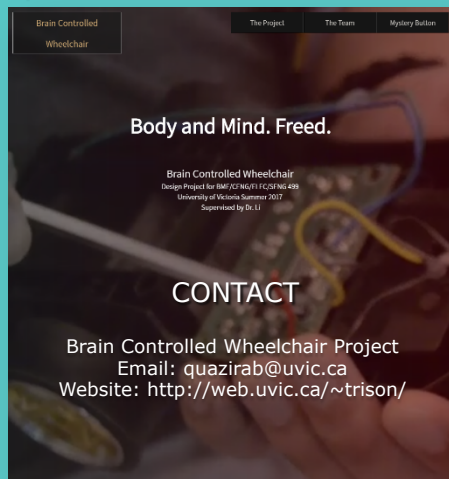 Brain Controlled
Wheelchair
The Project The Team Mystery Button
Body and Mind. Freed.
Brain Controlled Wheelchair
Design Project for BME/CENG/ELEC/SENG 499
University of Victoria Summer 2017
Supervised by Dr. Li
CONTACT
Brain Controlled Wheelchair Project
Email: quazirab@uvic.ca
Website: http://web.uvic.ca/~trison/